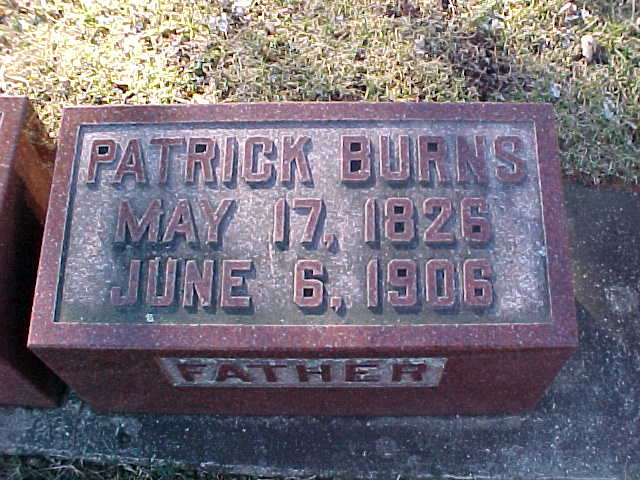 PATRICK BURNS
MAY 17, 1826
JUNE 6, 1906
FATHER